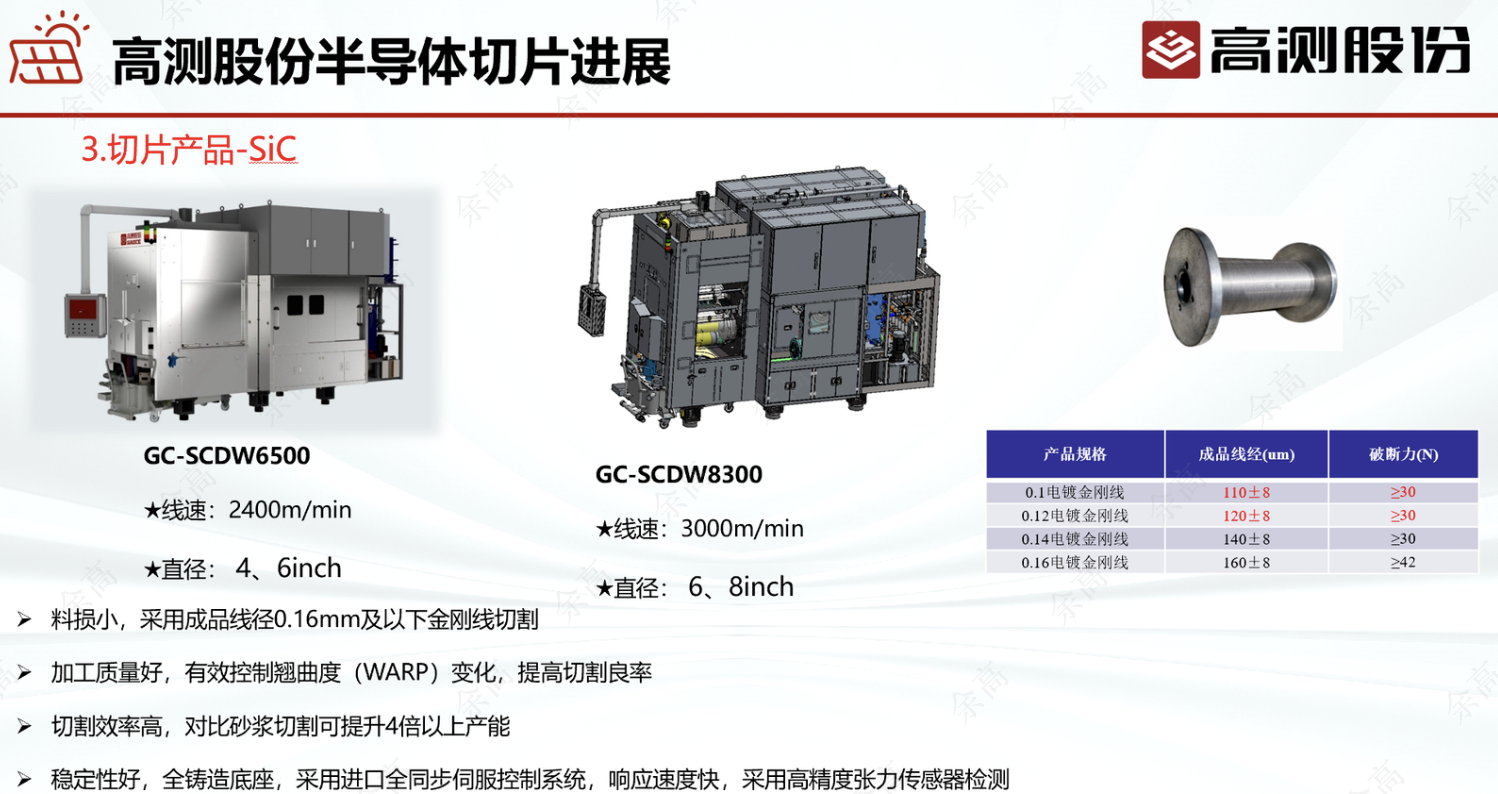 高测股份半导体切片进展
高测股份
3.切片产品-SiC
GC-SCDW6500
★线速：2400m/min
★直径： 4、6inch
GC-SCDW8300
★线速：3000m/min
★直径： 6、8inch
产品规格 成品线经(um) 破断力(N)
0.1电镀金刚线 110±8 ≥30
0.12电镀金刚线 120±8 ≥30
0.14电镀金刚线 140±8 ≥30
0.16电镀金刚线 160±8 ≥42
➢ 料损小，采用成品线径0.16mm及以下金刚线切割
➢ 加工质量好，有效控制翘曲度（WARP）变化，提高切割良率
➢ 切割效率高，对比砂浆切割可提升4倍以上产能
➢ 稳定性好，全铸造底座，采用进口全同步伺服控制系统，响应速度快，采用高精度张力传感器检测
余高